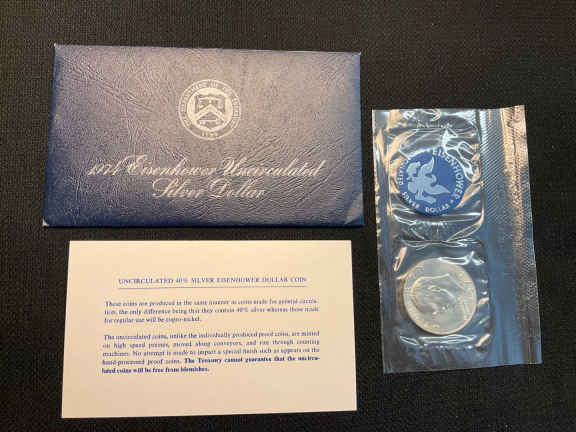 1974 Eisenhower Uncirculated
Silver Dollar
UNCIRCULATED 40% SILVER EISENHOWER DOLLAR COIN
These coins are produced in the same manner as coins made for general circula-
tion, the only difference being that they contain 40% silver whereas those made
for regular use will be cupro-nickel.
The uncirculated coins, unlike the individually produced proof coins, are minted
on high speed presses, moved along conveyors, and run through counting
machines. No attempt is made to impart a special finish such as appears on the
hand-processed proof coins. The Treasury cannot guarantee that the uncircu-
lated coins will be free from blemishes.
EISENHOWER
SILVER DOLLAR